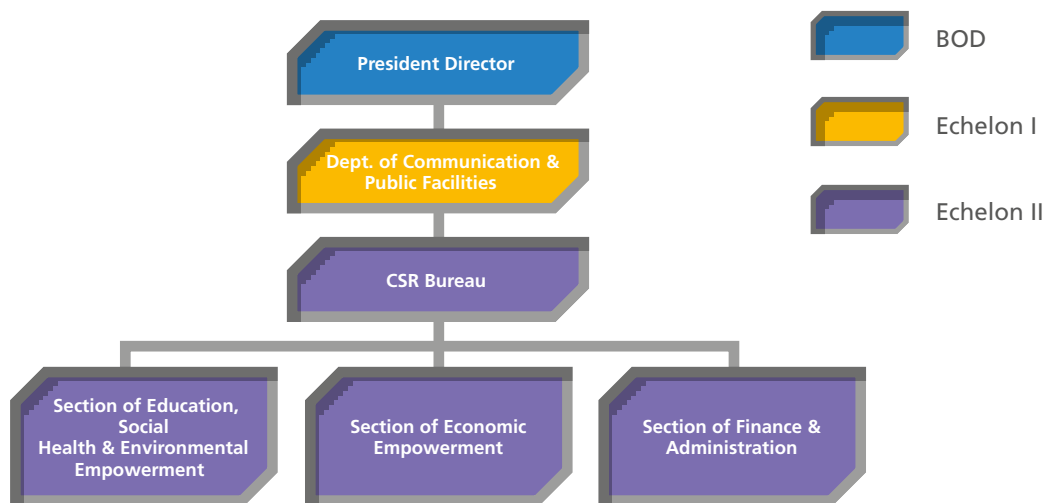 President Director
BOD
Dept. of Communication &
Public Facilities
Echelon I
Echelon II
CSR Bureau
Section of Education,
Social
Health & Environmental
Empowerment
Section of Economic
Empowerment
Section of Finance &
Administration